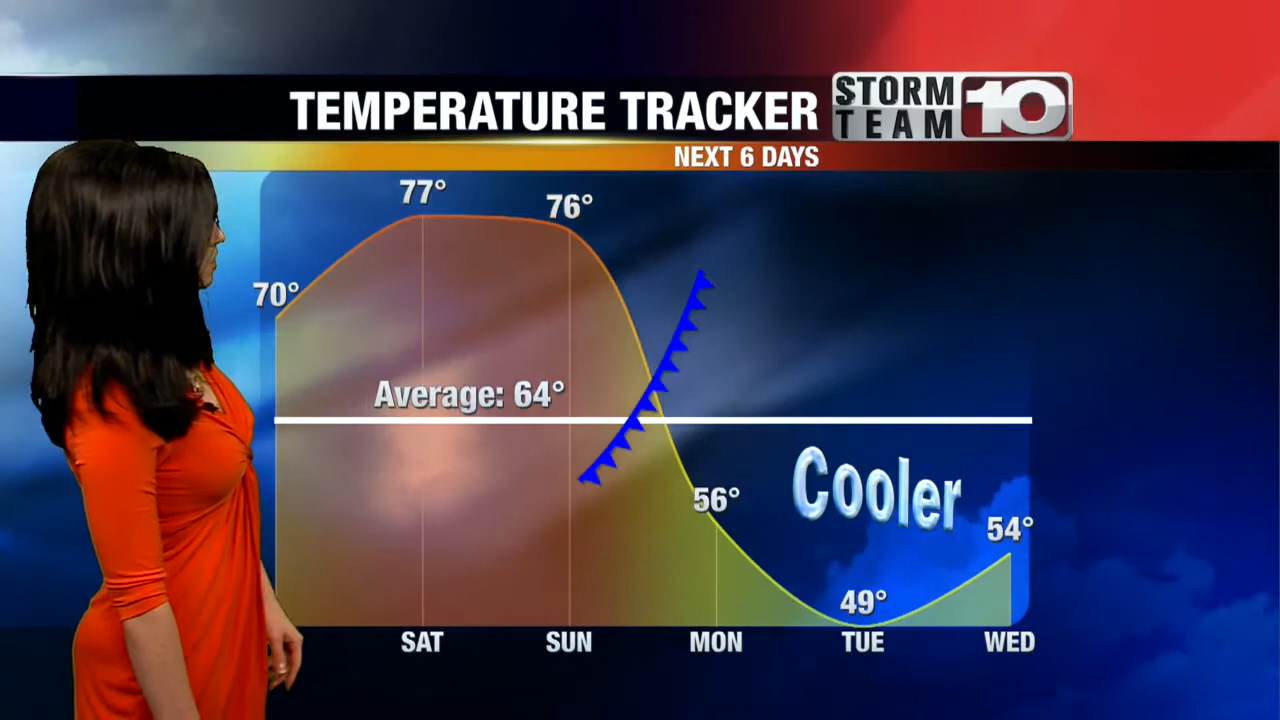 TEMPERATURE TRACKER
STORM
TEAM
10
NEXT 6 DAYS
77°
76°
70°
Average: 64°
Cooler
56°
54°
49°
SAT SUN MON TUE WED